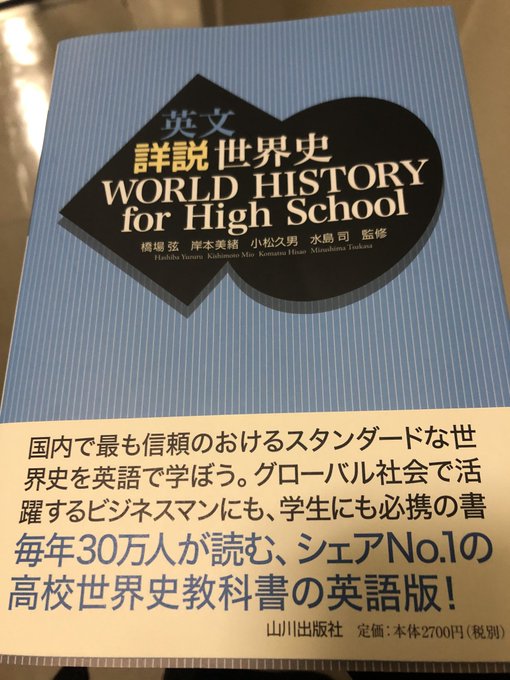 英文
詳説世界史
WORLD HISTORY
for High School
橋場 弦 岸本美緒 小松久男 水島 司 監修
Hashiba Yuzuru Kishimoto Mio Komatsu Hisao Mizushima Tsukasa
国内で最も信頼のおけるスタンダードな世
界史を英語で学ぼう。グローバル社会で活
躍するビジネスマンにも、学生にも必携の書
毎年30万人が読む、シェアNo.1の
高校世界史教科書の英語版!
山川出版社 定価:本体2700円(税別)